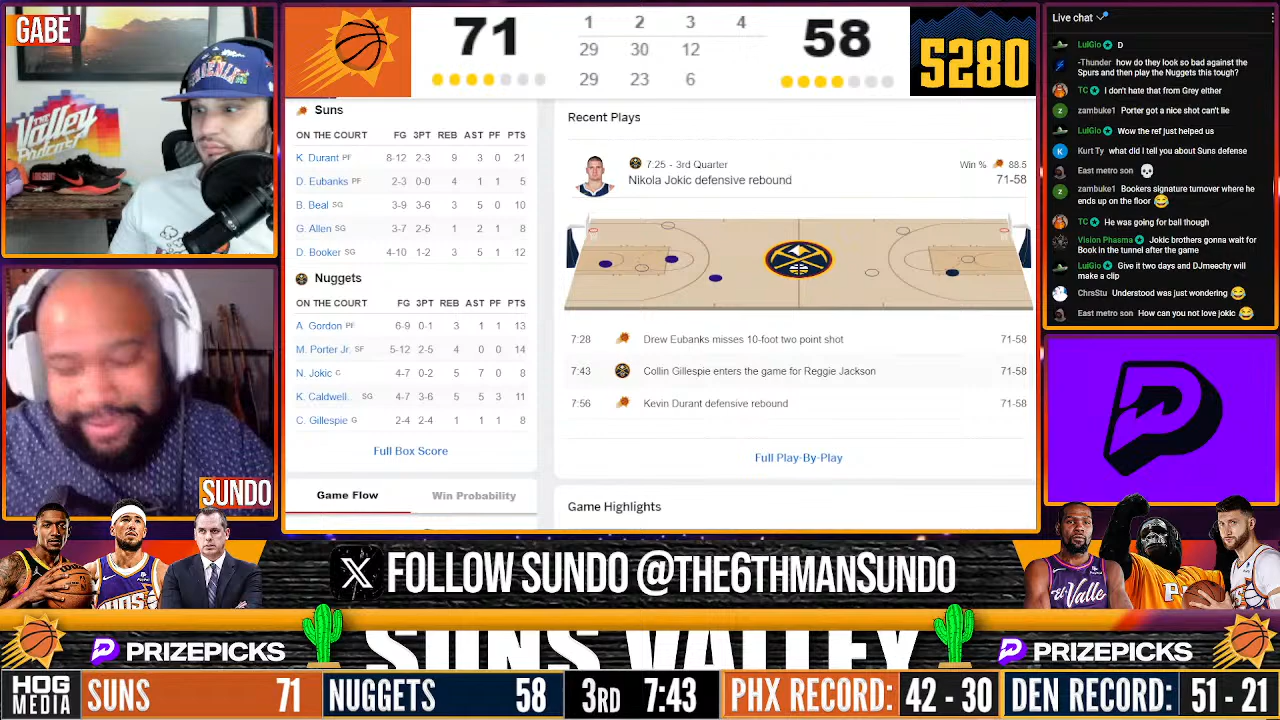 GABE
PHOENIX
The
Valley
Podcast
SUNDO
71
1 2 3 4
29 30 12
29 23 6
58
5280
Suns
ON THE COURT FG 3PT REB AST PF PTS
K. Durant PF 8-12 2-3 9 3 0 21
D. Eubanks PF 2-3 0-0 4 1 1 5
B. Beal SG 3-9 3-6 3 5 0 10
G. Allen SG 3-7 2-5 1 2 1 8
D. Booker SG 4-10 1-2 3 5 1 12
Nuggets
ON THE COURT FG 3PT REB AST PF PTS
A. Gordon PF 6-9 0-1 3 1 1 13
M. Porter Jr. SF 5-12 2-5 4 0 0 14
N. Jokic C 4-7 0-2 5 7 0 8
K. Caldwell.. SG 4-7 3-6 5 5 3 11
C. Gillespie G 2-4 2-4 1 1 1 8
Full Box Score
Game Flow Win Probability
Recent Plays
7:25 - 3rd Quarter Win % 88.5
Nikola Jokic defensive rebound 71-58
7:28 Drew Eubanks misses 10-foot two point shot 71-58
7:43 Collin Gillespie enters the game for Reggie Jackson 71-58
7:56 Kevin Durant defensive rebound 71-58
Full Play-By-Play
Game Highlights
Live chat
LulGio D
-Thunder how do they look so bad against the
Spurs and then play the Nuggets this tough?
TC I don't hate that from Grey either
zambuke1 Porter got a nice shot can't lie
LulGio Wow the ref just helped us
Kurt Ty what did I tell you about Suns defense
East metro son 💀
zambuke1 Bookers signature turnover where he
ends up on the floor 😂
TC He was going for ball though
Vision Phasma Jokic brothers gonna wait for
Book in the tunnel after the game
LulGio Give it two days and DJmeechy will
make a clip
ChrsStu Understood was just wondering 😂
East metro son How can you not love jokic 😂
FOLLOW SUNDO @THE6THMANSUNDO
PRIZEPICKS
SUNS VALLEY
PRIZEPICKS
HOG
MEDIA
SUNS 71 NUGGETS 58 3RD 7:43 PHX RECORD: 42 - 30 DEN RECORD: 51 - 21